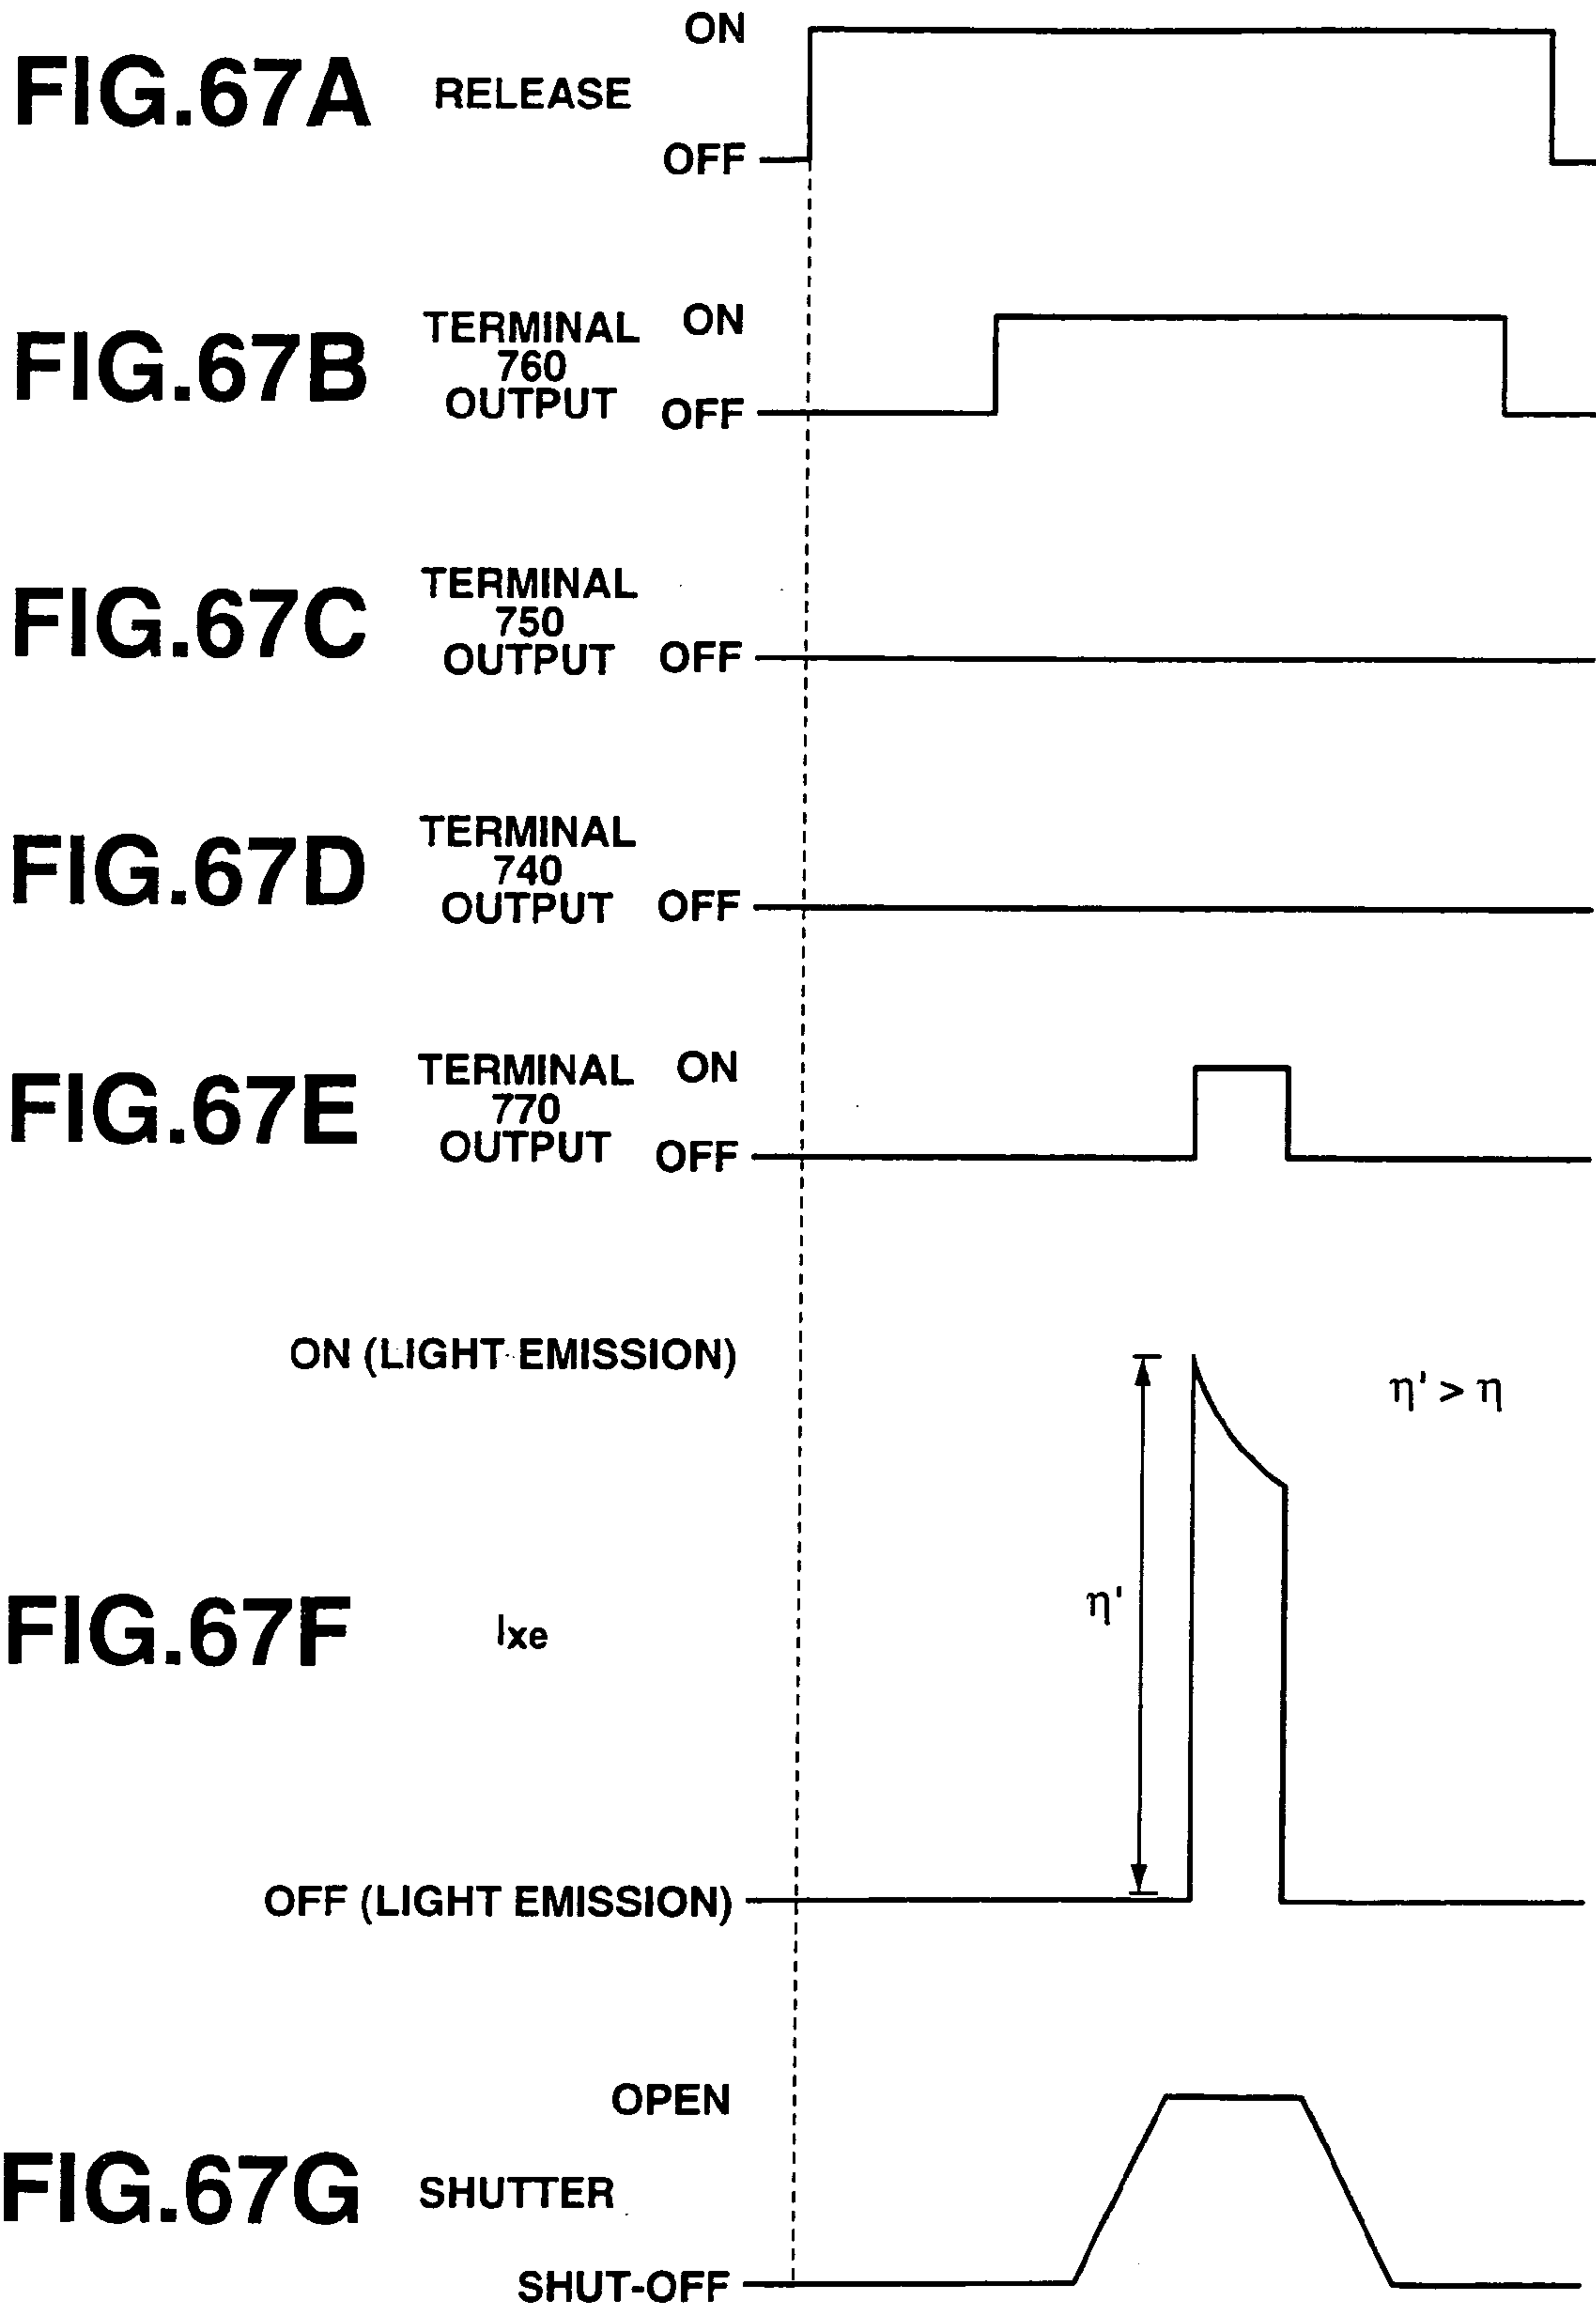 FIG.67A
RELEASE
ON
OFF
FIG.67B
TERMINAL
760
OUTPUT
ON
OFF
FIG.67C
TERMINAL
750
OUTPUT
OFF
FIG.67D
TERMINAL
740
OUTPUT
OFF
FIG.67E
TERMINAL
770
OUTPUT
ON
OFF
ON (LIGHT EMISSION)
η' > η
η'
FIG.67F
Ixe
OFF (LIGHT EMISSION)
OPEN
FIG.67G
SHUTTER
SHUT-OFF